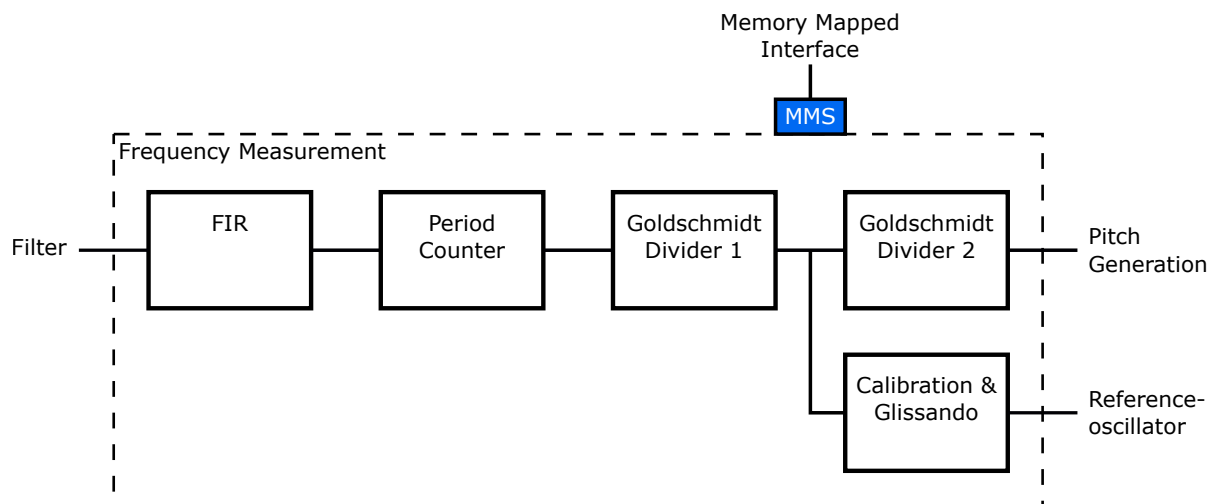 Memory Mapped
Interface
MMS
Frequency Measurement
Filter
FIR
Period
Counter
Goldschmidt
Divider 1
Goldschmidt
Divider 2
Pitch
Generation
Calibration &
Glissando
Reference-
oscillator